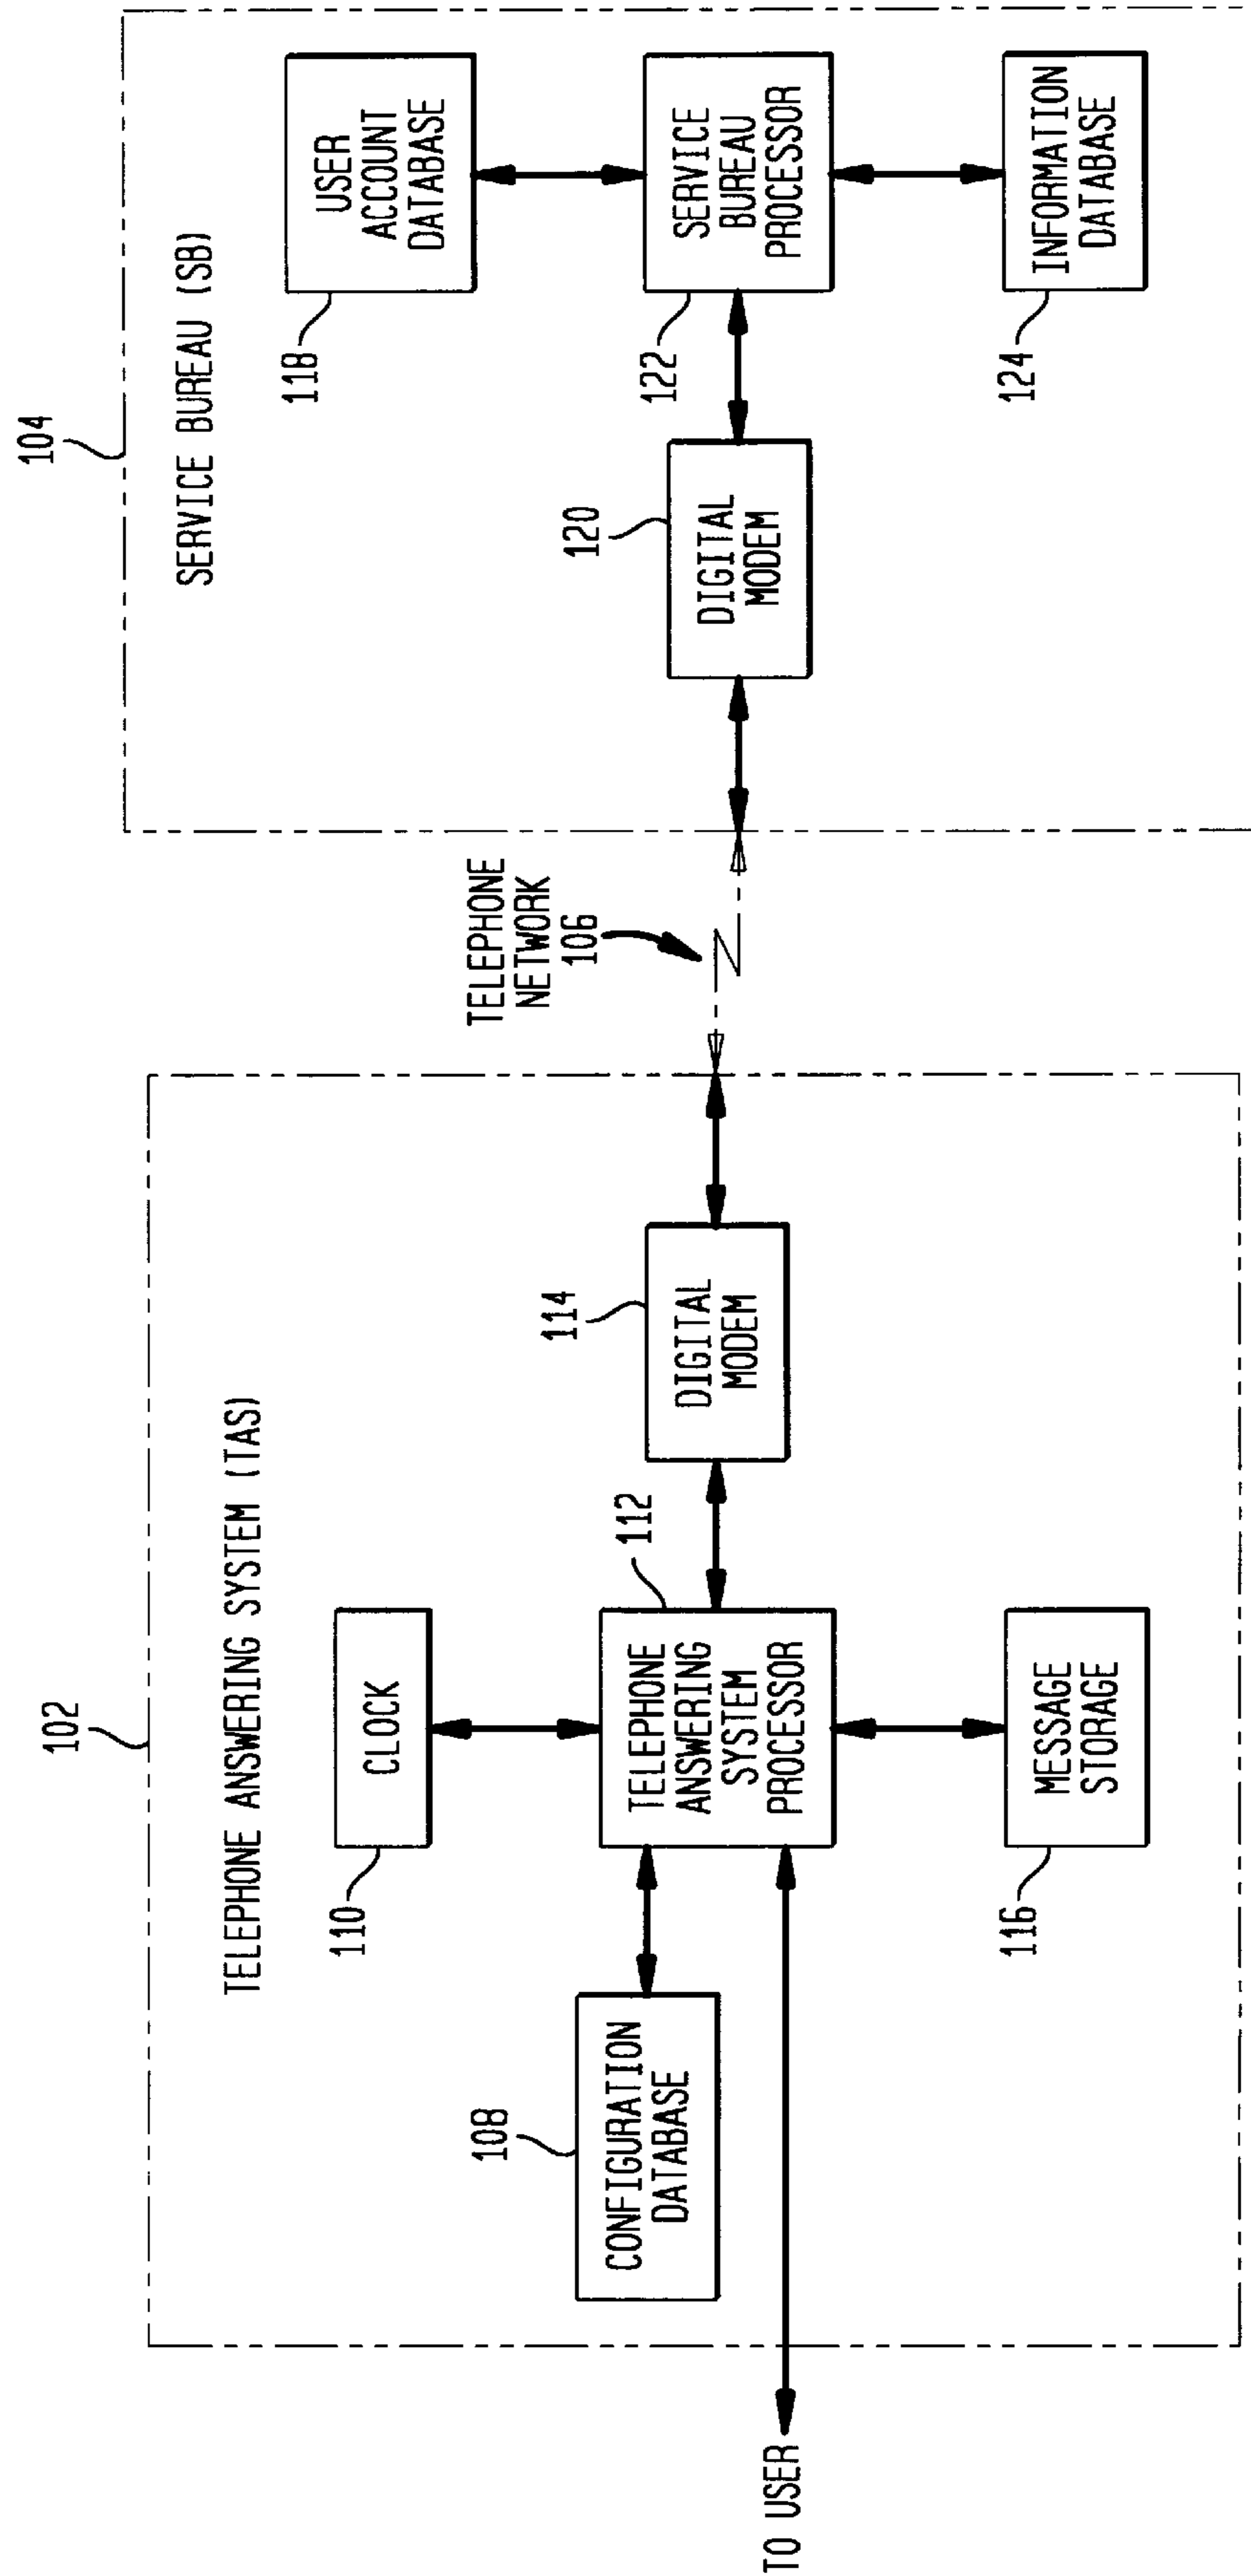 102
TELEPHONE ANSWERING SYSTEM (TAS)
110
CLOCK
108
CONFIGURATION
DATABASE
112
TELEPHONE
ANSWERING
SYSTEM
PROCESSOR
114
DIGITAL
MODEM
116
MESSAGE
STORAGE
TO USER
TELEPHONE
NETWORK
106
104
SERVICE BUREAU (SB)
118
USER
ACCOUNT
DATABASE
120
DIGITAL
MODEM
122
SERVICE
BUREAU
PROCESSOR
124
INFORMATION
DATABASE